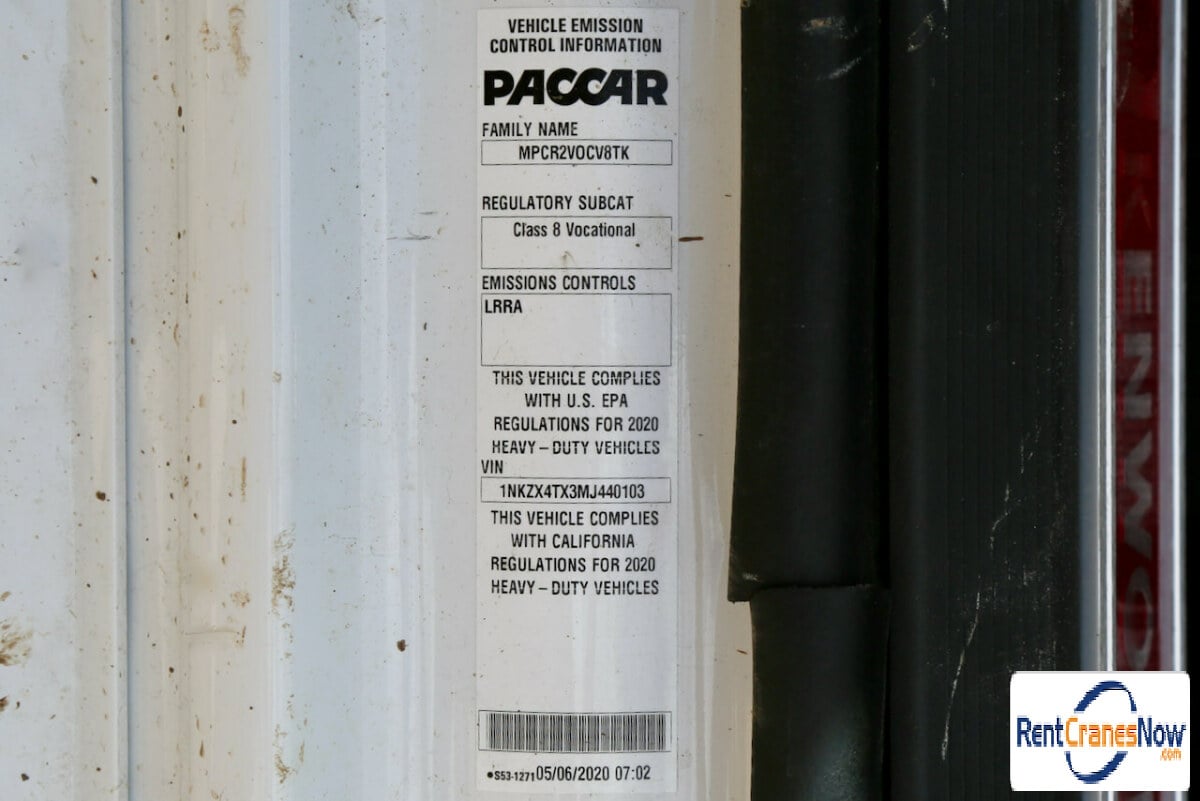 VEHICLE EMISSION
CONTROL INFORMATION
PACCAR
FAMILY NAME
MPCR2VOCV8TK
REGULATORY SUBCAT
Class 8 Vocational
EMISSIONS CONTROLS
LRRA
THIS VEHICLE COMPLIES
WITH U.S. EPA
REGULATIONS FOR 2020
HEAVY – DUTY VEHICLES
VIN
1NKZX4TX3MJ440103
THIS VEHICLE COMPLIES
WITH CALIFORNIA
REGULATIONS FOR 2020
HEAVY – DUTY VEHICLES
•S53-1271 05/06/2020 07:02
KENWO
RentCranesNow
.com